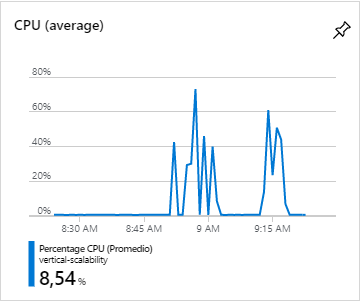 CPU (average)
80%
60%
40%
20%
0%
8:30 AM 8:45 AM 9 AM 9:15 AM
Percentage CPU (Promedio)
vertical-scalability
8,54 %